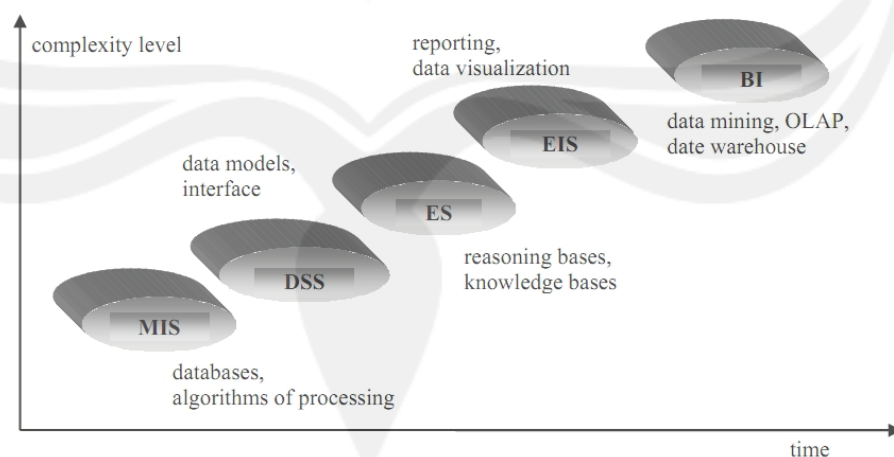 complexity level
reporting,
data visualization
BI
data mining, OLAP,
date warehouse
EIS
data models,
interface
ES
reasoning bases,
knowledge bases
DSS
MIS
databases,
algorithms of processing
time